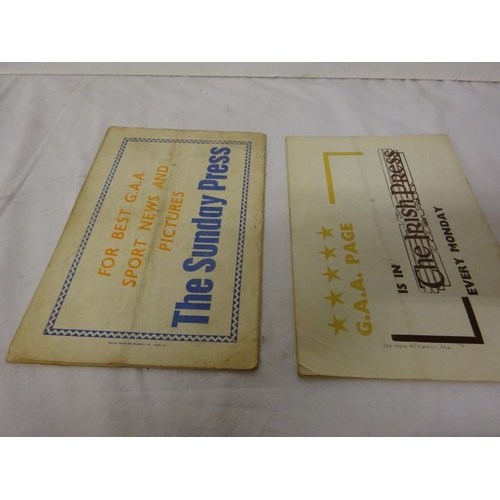 FOR BEST G.A.A.
SPORT NEWS AND
PICTURES
The Sunday Press
G.A.A. PAGE
IS IN
The Irish Press
EVERY MONDAY